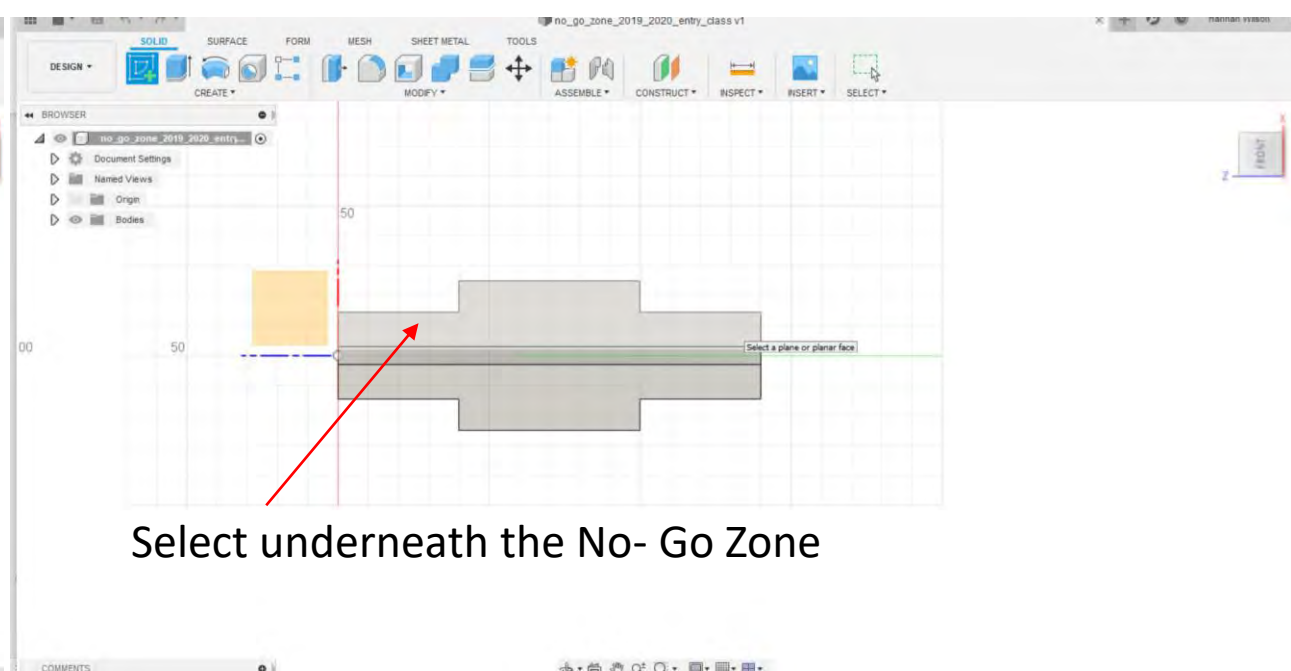 no_go_zone_2019_2020_entry_class v1
SOLID SURFACE FORM MESH SHEET METAL TOOLS
DESIGN
CREATE MODIFY ASSEMBLE CONSTRUCT INSPECT INSERT SELECT
BROWSER
no_go_zone_2019_2020_entry...
Document Settings
Named Views
Origin
Bodies
X
FRONT
Z
50
00
50
Select a plane or planar face
Select underneath the No- Go Zone
COMMENTS